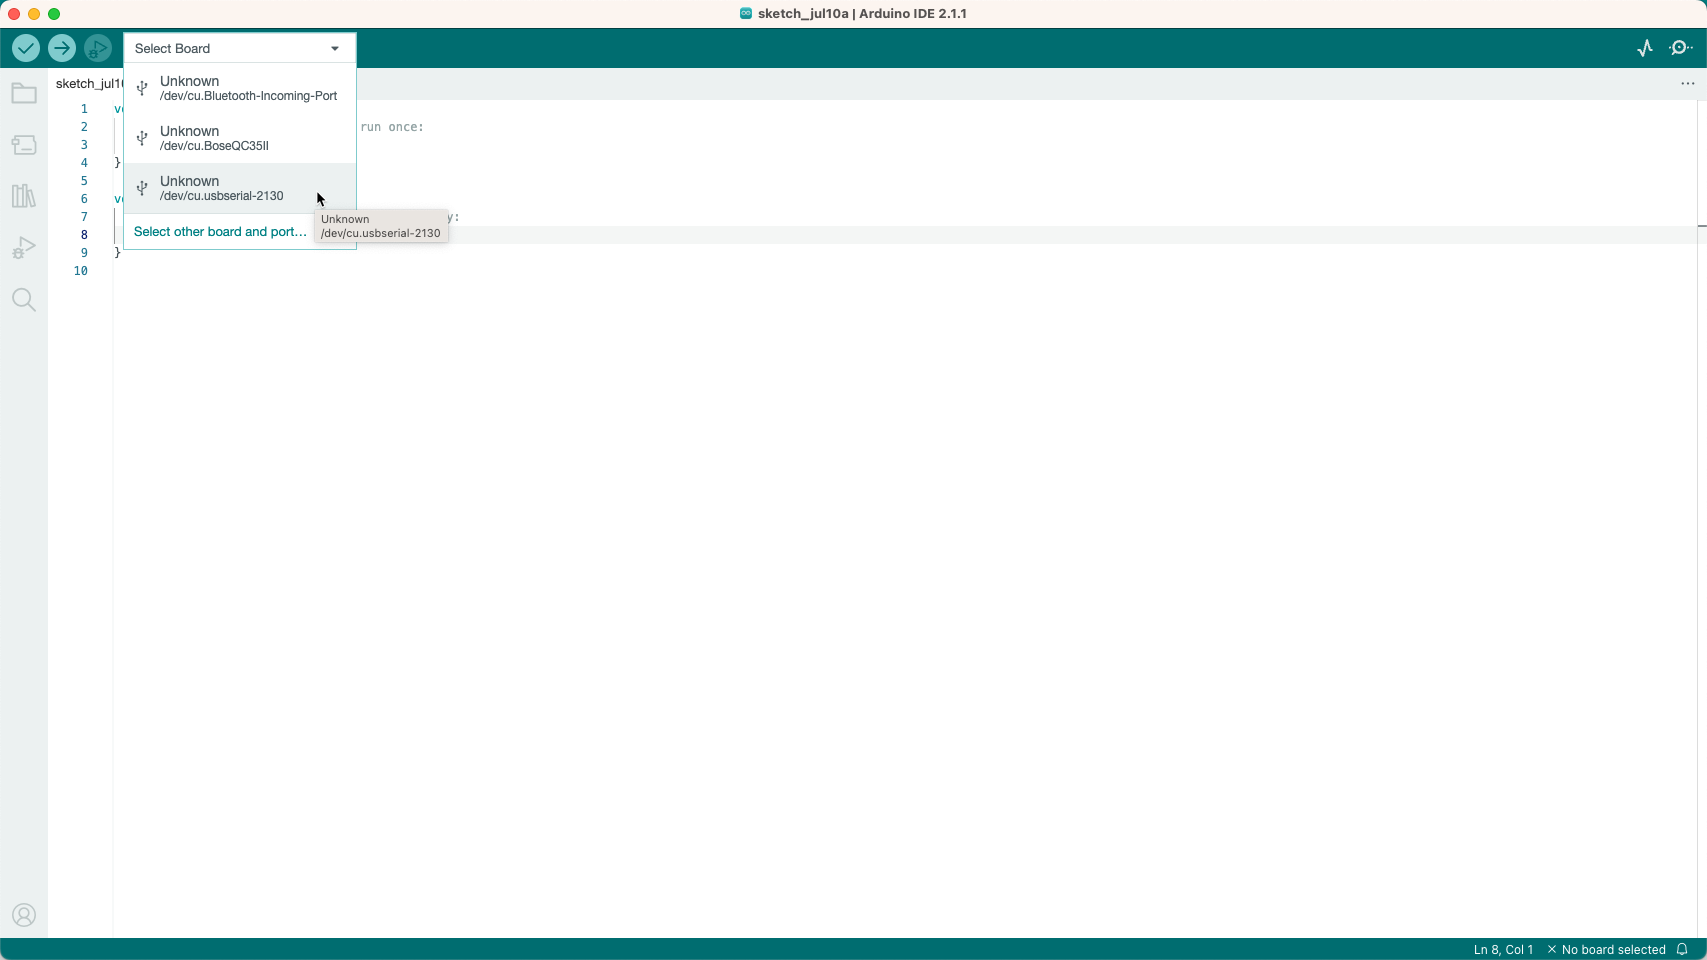 sketch_jul10a | Arduino IDE 2.1.1
Select Board
sketch_jul10
Unknown
/dev/cu.Bluetooth-Incoming-Port
Unknown
/dev/cu.BoseQC35II
Unknown
/dev/cu.usbserial-2130
Select other board and port...
Unknown
/dev/cu.usbserial-2130
1 v
2 run once:
3
4 }
5
6 v
7 y:
8
9 }
10
Ln 8, Col 1 × No board selected